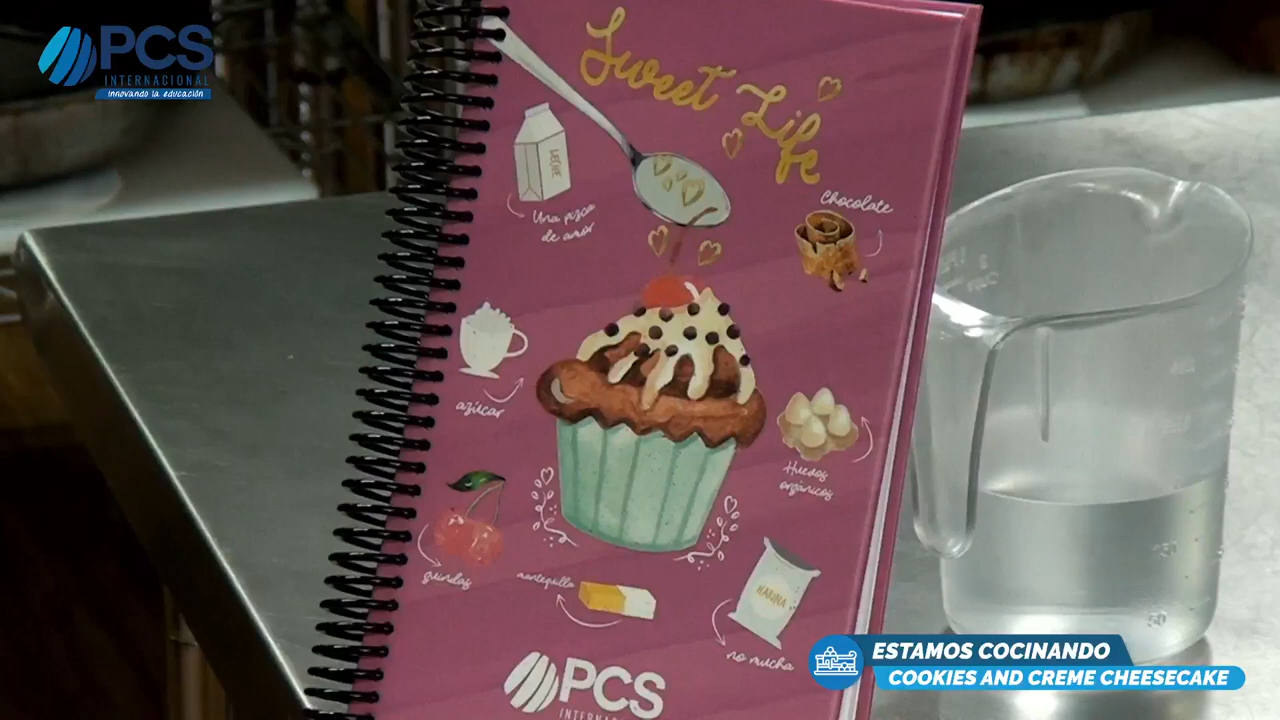 PCS
INTERNACIONAL
innovando la educación
Sweet Life
LECHE
Una pizca
de amor
Chocolate
azúcar
Huevos
orgánicos
guindas
mantequilla
HARINA
no mucha
PCS
ESTAMOS COCINANDO
COOKIES AND CREME CHEESECAKE
50